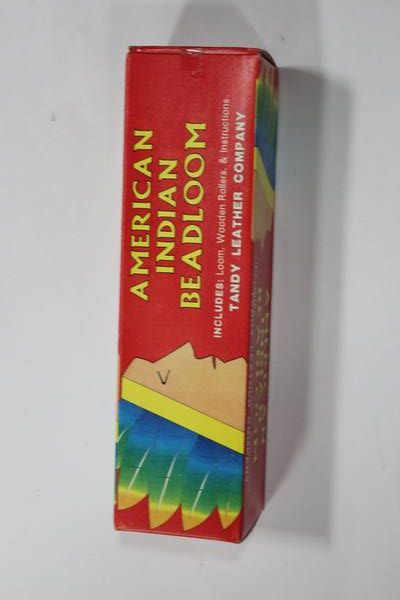 AMERICAN
INDIAN
BEADLOOM
INCLUDES: Loom, Wooden Rollers, & Instructions.
TANDY LEATHER COMPANY